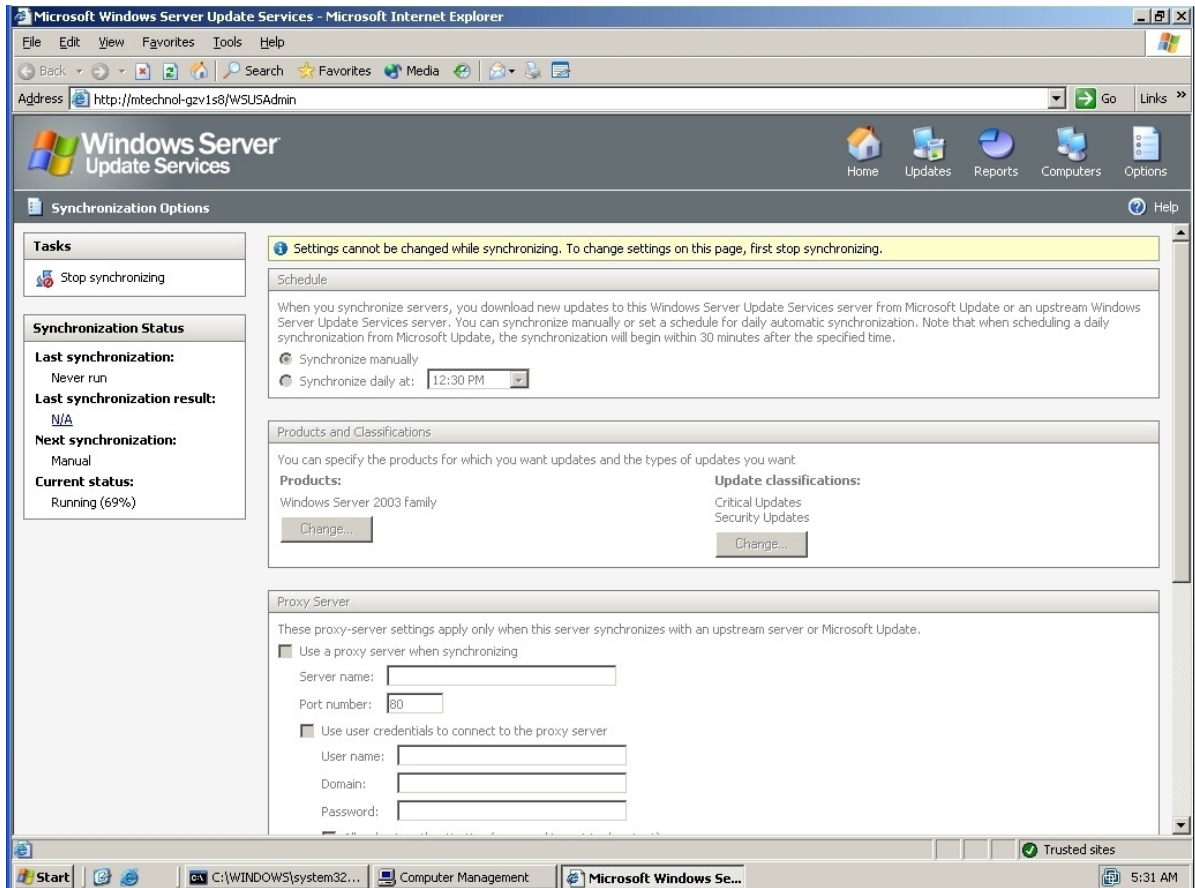 Microsoft Windows Server Update Services - Microsoft Internet Explorer
File Edit View Favorites Tools Help
Back Search Favorites Media
Address http://mtechnol-gzv1s8/WSUSAdmin Go Links »
Windows Server
Update Services
Home Updates Reports Computers Options
Synchronization Options Help
Tasks
Stop synchronizing
Synchronization Status
Last synchronization:
Never run
Last synchronization result:
N/A
Next synchronization:
Manual
Current status:
Running (69%)
Settings cannot be changed while synchronizing. To change settings on this page, first stop synchronizing.
Schedule
When you synchronize servers, you download new updates to this Windows Server Update Services server from Microsoft Update or an upstream Windows
Server Update Services server. You can synchronize manually or set a schedule for daily automatic synchronization. Note that when scheduling a daily
synchronization from Microsoft Update, the synchronization will begin within 30 minutes after the specified time.
Synchronize manually
Synchronize daily at: 12:30 PM
Products and Classifications
You can specify the products for which you want updates and the types of updates you want
Products: Update classifications:
Windows Server 2003 family Critical Updates
Security Updates
Change... Change...
Proxy Server
These proxy-server settings apply only when this server synchronizes with an upstream server or Microsoft Update.
Use a proxy server when synchronizing
Server name:
Port number: 80
Use user credentials to connect to the proxy server
User name:
Domain:
Password:
Trusted sites
Start C:\WINDOWS\system32... Computer Management Microsoft Windows Se... 5:31 AM